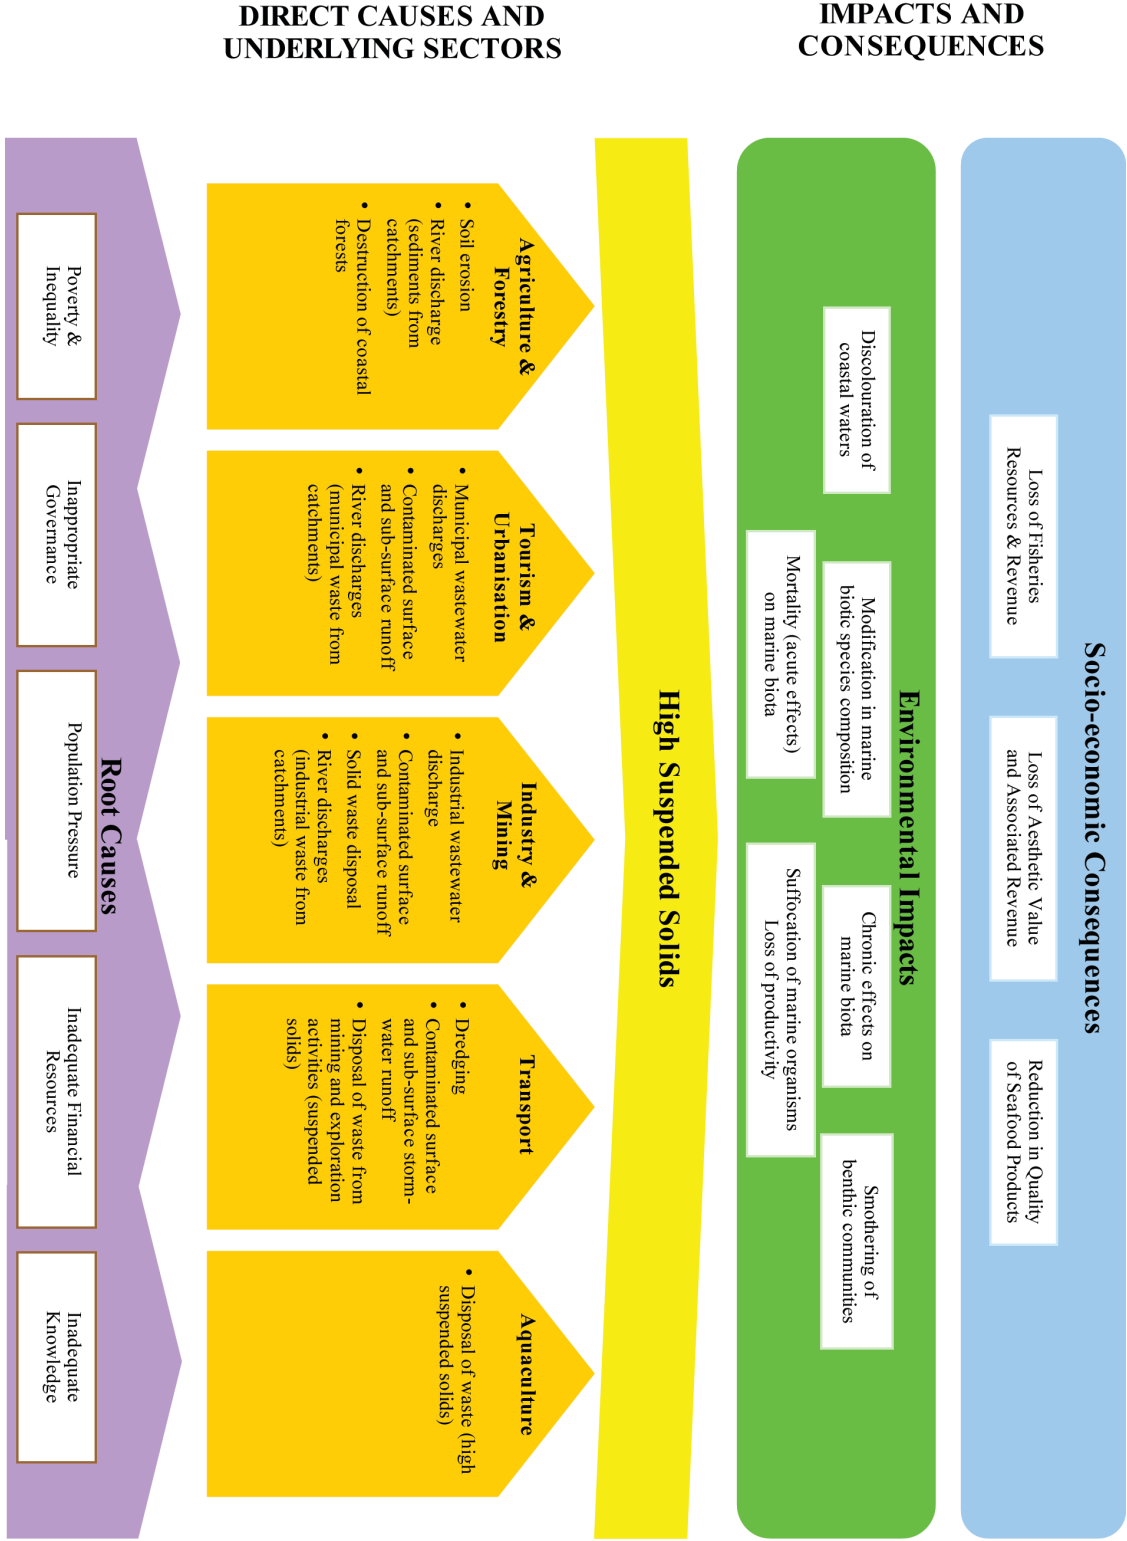 DIRECT CAUSES AND
UNDERLYING SECTORS
IMPACTS AND
CONSEQUENCES
Socio-economic Consequences
Loss of Fisheries
Resources & Revenue
Loss of Aesthetic Value
and Associated Revenue
Reduction in Quality
of Seafood Products
Environmental Impacts
Discolouration of
coastal waters
Modification in marine
biotic species composition
Chronic effects on
marine biota
Smothering of
benthic communities
Mortality (acute effects)
on marine biota
Suffocation of marine organisms
Loss of productivity
High Suspended Solids
Agriculture &
Forestry
• Soil erosion
• River discharge
(sediments from
catchments)
• Destruction of coastal
forests
Tourism &
Urbanisation
• Municipal wastewater
discharges
• Contaminated surface
and sub-surface runoff
• River discharges
(municipal waste from
catchments)
Industry &
Mining
• Industrial wastewater
discharge
• Contaminated surface
and sub-surface runoff
• Solid waste disposal
• River discharges
(industrial waste from
catchments)
Transport
• Dredging
• Contaminated surface
and sub-surface storm-
water runoff
• Disposal of waste from
mining and exploration
activities (suspended
solids)
Aquaculture
• Disposal of waste (high
suspended solids)
Root Causes
Poverty &
Inequality
Inappropriate
Governance
Population Pressure
Inadequate Financial
Resources
Inadequate
Knowledge